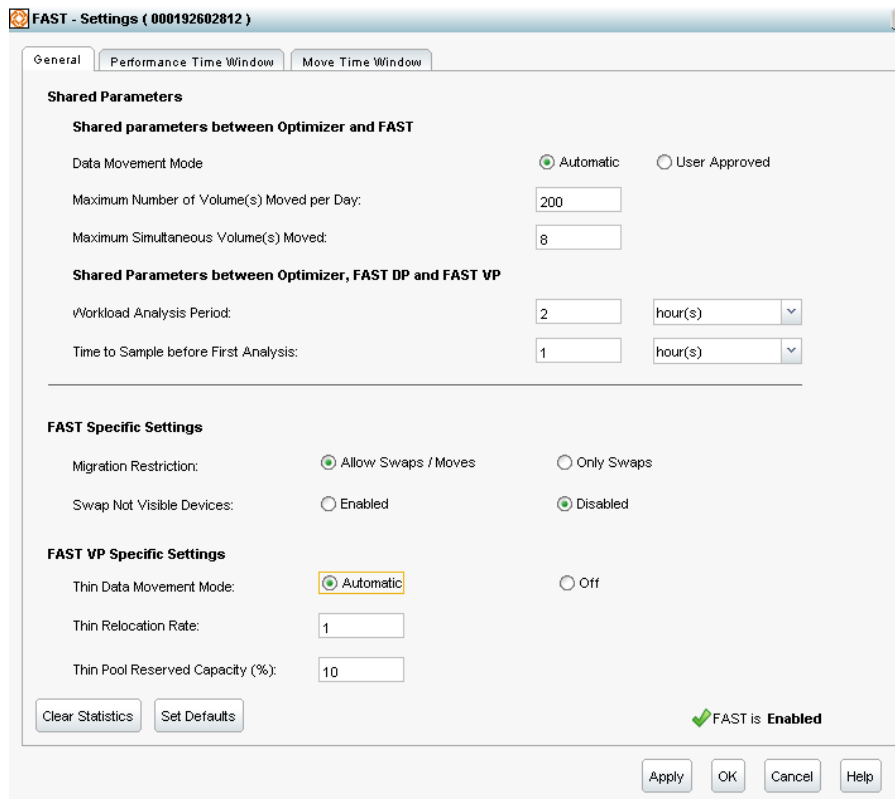 FAST - Settings ( 000192602812 )
General Performance Time Window Move Time Window
Shared Parameters
Shared parameters between Optimizer and FAST
Data Movement Mode Automatic User Approved
Maximum Number of Volume(s) Moved per Day: 200
Maximum Simultaneous Volume(s) Moved: 8
Shared Parameters between Optimizer, FAST DP and FAST VP
Workload Analysis Period: 2 hour(s)
Time to Sample before First Analysis: 1 hour(s)
FAST Specific Settings
Migration Restriction: Allow Swaps / Moves Only Swaps
Swap Not Visible Devices: Enabled Disabled
FAST VP Specific Settings
Thin Data Movement Mode: Automatic Off
Thin Relocation Rate: 1
Thin Pool Reserved Capacity (%): 10
Clear Statistics Set Defaults FAST is Enabled
Apply OK Cancel Help